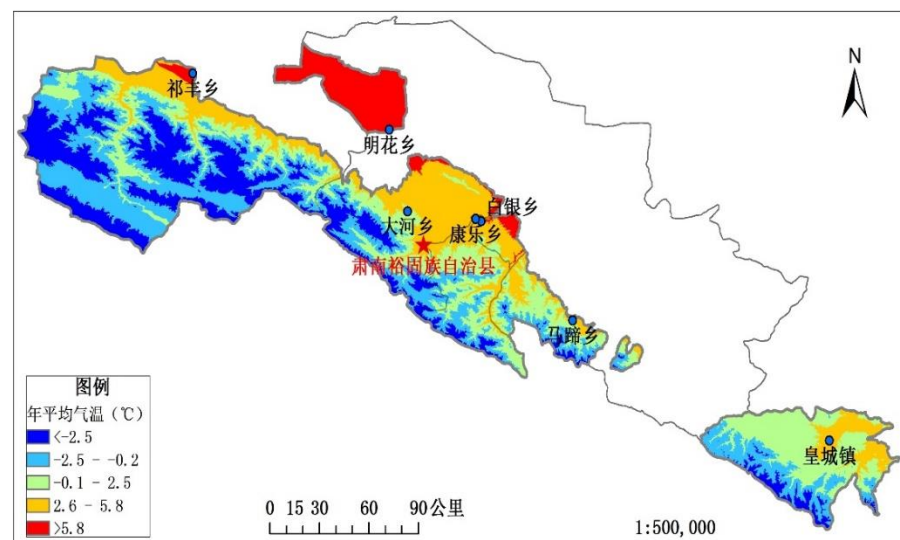 N
祁丰乡
明花乡
白银乡
大河乡
康乐乡
肃南裕固族自治县
马蹄乡
皇城镇
图例
年平均气温（℃）
<-2.5
-2.5 - -0.2
-0.1 - 2.5
2.6 - 5.8
>5.8
0 15 30 60 90公里
1:500,000